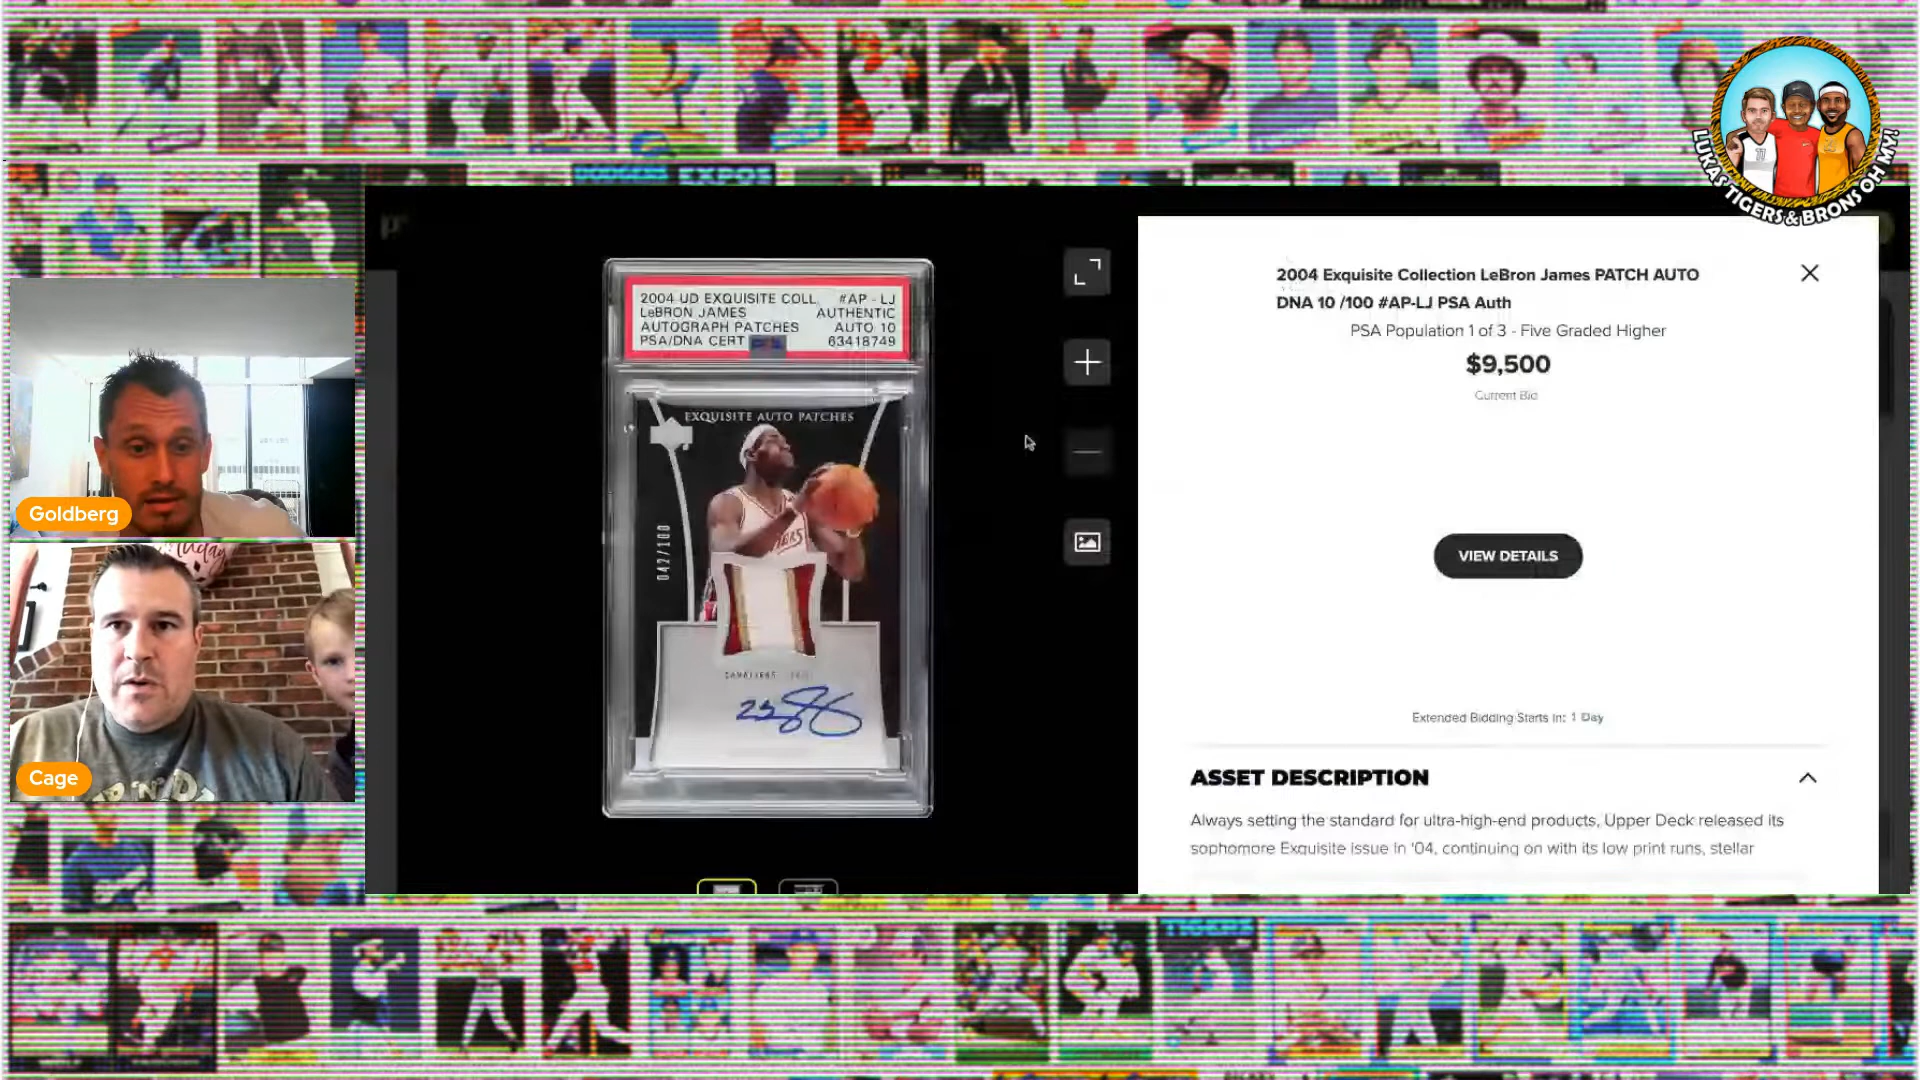 DODGERS EXPOS
LUKAS TIGERS & BRONS OH MY!
2004 UD EXQUISITE COLL. #AP - LJ
LeBRON JAMES AUTHENTIC
AUTOGRAPH PATCHES AUTO 10
PSA/DNA CERT 63418749
EXQUISITE AUTO PATCHES
042/100
23
2004 Exquisite Collection LeBron James PATCH AUTO
DNA 10 /100 #AP-LJ PSA Auth
PSA Population 1 of 3 - Five Graded Higher
$9,500
Current Bid
VIEW DETAILS
Extended Bidding Starts In: 1 Day
ASSET DESCRIPTION
Always setting the standard for ultra-high-end products, Upper Deck released its
sophomore Exquisite issue in '04, continuing on with its low print runs, stellar
Goldberg
Cage
TIGERS